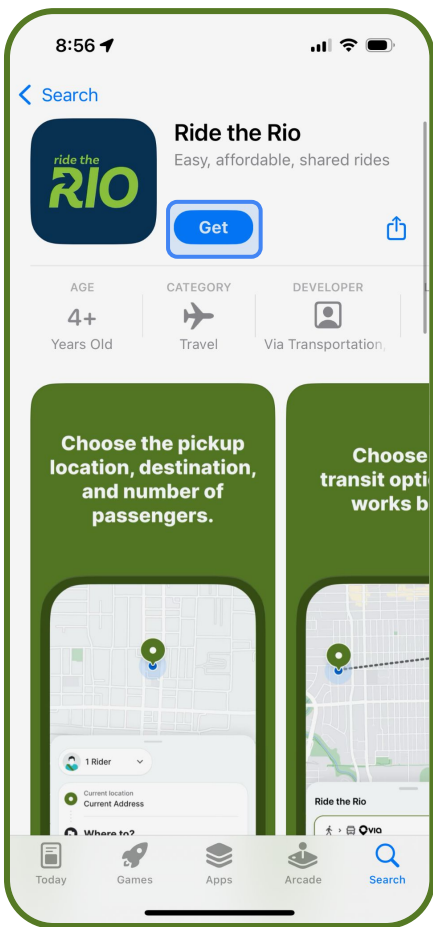 8:56
Search
ride the
RIO
Ride the Rio
Easy, affordable, shared rides
Get
AGE
CATEGORY
DEVELOPER
4+
Years Old
Travel
Via Transportation,
Choose the pickup
location, destination,
and number of
passengers.
Choose
transit opti
works b
1 Rider
Current location
Current Address
Where to?
Ride the Rio
via
Today
Games
Apps
Arcade
Search